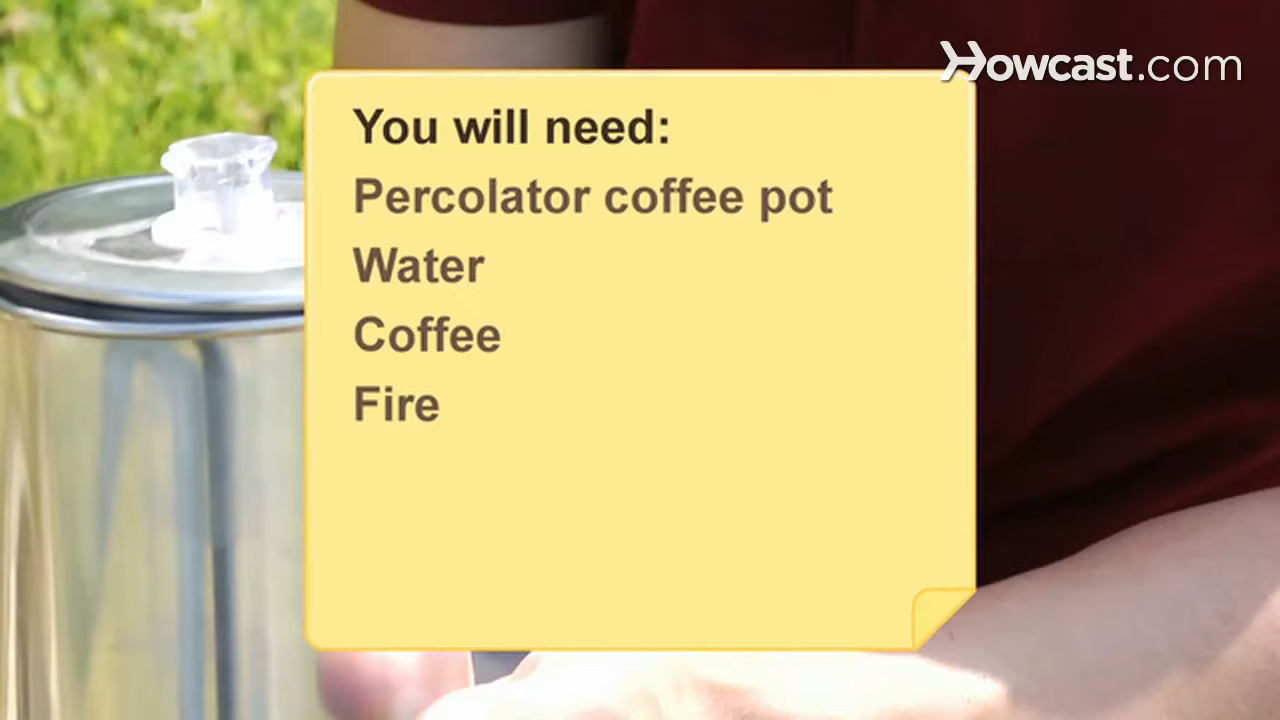 Howcast.com
You will need:
Percolator coffee pot
Water
Coffee
Fire